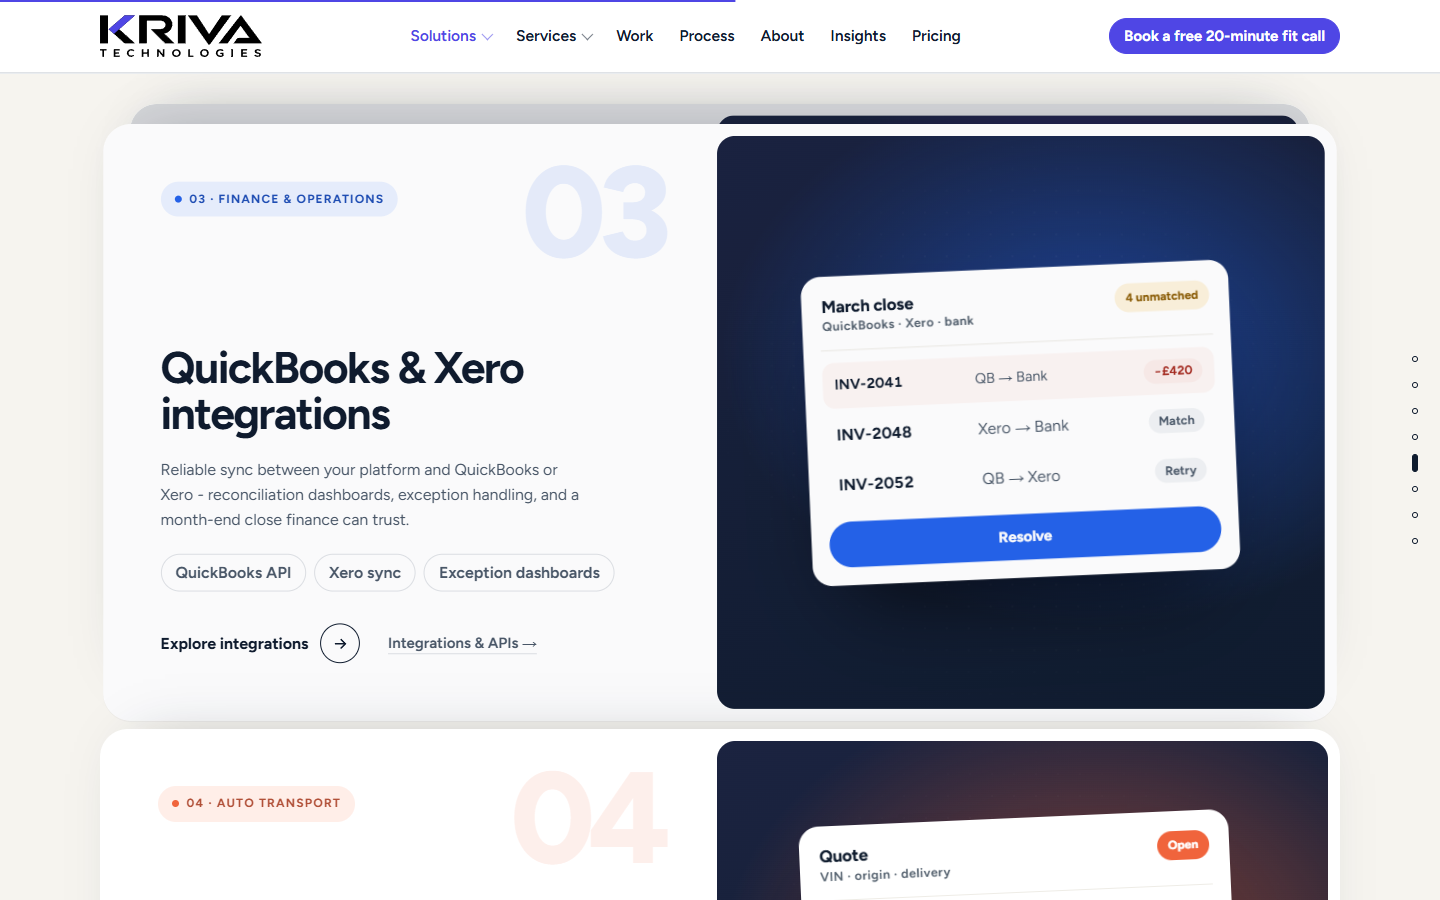 KRIVA
TECHNOLOGIES
Solutions
Services
Work
Process
About
Insights
Pricing
Book a free 20-minute fit call
03 · FINANCE & OPERATIONS
03
QuickBooks & Xero
integrations
Reliable sync between your platform and QuickBooks or
Xero - reconciliation dashboards, exception handling, and a
month-end close finance can trust.
QuickBooks API
Xero sync
Exception dashboards
Explore integrations →
Integrations & APIs →
March close
QuickBooks · Xero · bank
4 unmatched
INV-2041 QB → Bank -£420
INV-2048 Xero → Bank Match
INV-2052 QB → Xero Retry
Resolve
04 · AUTO TRANSPORT
04
Quote
VIN · origin · delivery
Open